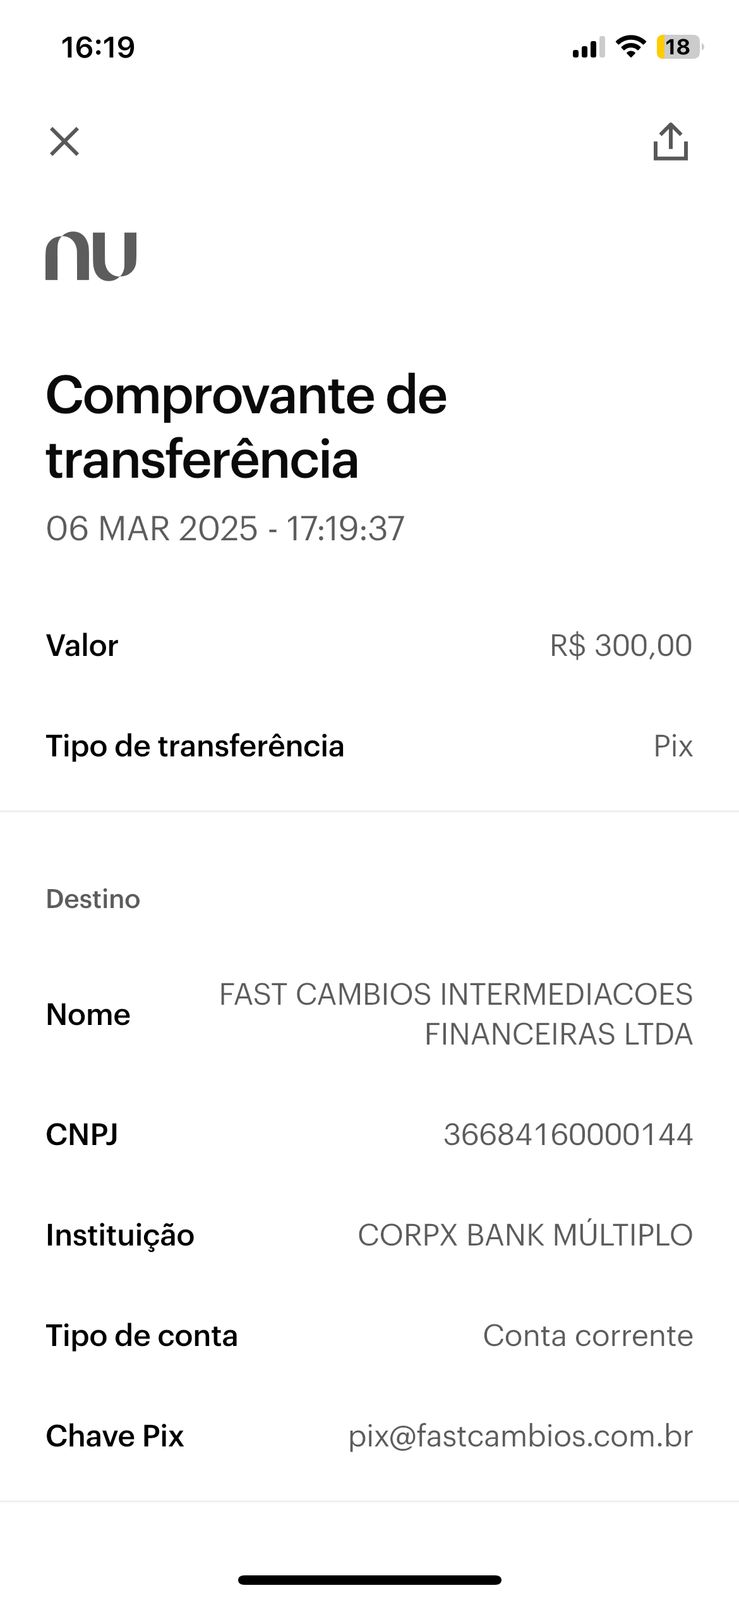 16:19
18
nu
Comprovante de
transferência
06 MAR 2025 - 17:19:37
Valor
R$ 300,00
Tipo de transferência
Pix
Destino
Nome
FAST CAMBIOS INTERMEDIACOES
FINANCEIRAS LTDA
CNPJ
36684160000144
Instituição
CORPX BANK MÚLTIPLO
Tipo de conta
Conta corrente
Chave Pix
pix@fastcambios.com.br